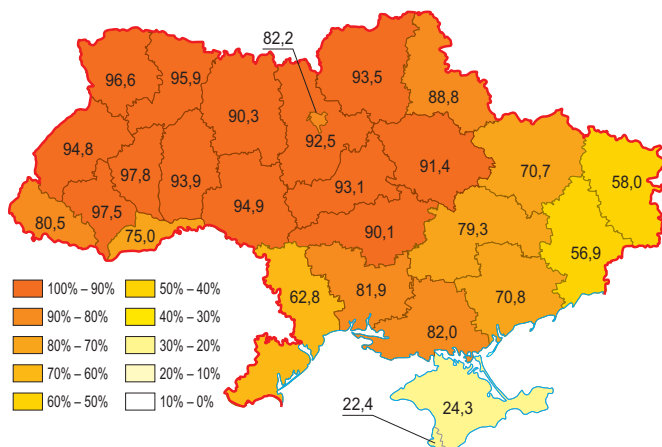 82,2
96,6
95,9
90,3
93,5
88,8
92,5
94,8
97,8
93,9
91,4
70,7
58,0
93,1
97,5
94,9
80,5
75,0
90,1
79,3
56,9
62,8
81,9
70,8
82,0
22,4
24,3
100% – 90%
90% – 80%
80% – 70%
70% – 60%
60% – 50%
50% – 40%
40% – 30%
30% – 20%
20% – 10%
10% – 0%